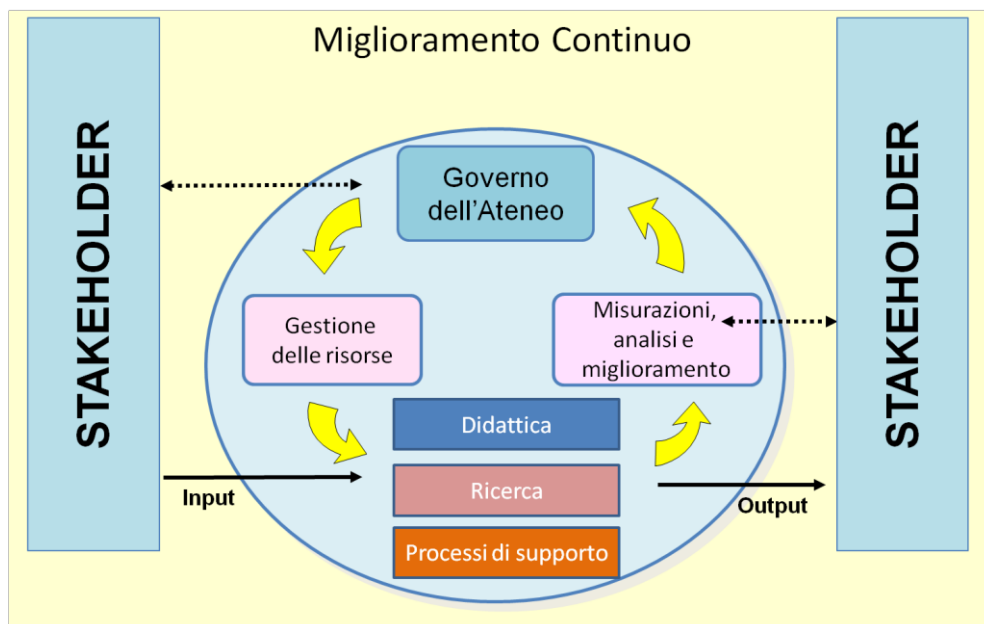 Miglioramento Continuo
STAKEHOLDER
Governo
dell'Ateneo
Gestione
delle risorse
Misurazioni,
analisi e
miglioramento
Didattica
Ricerca
Processi di supporto
Input
Output
STAKEHOLDER